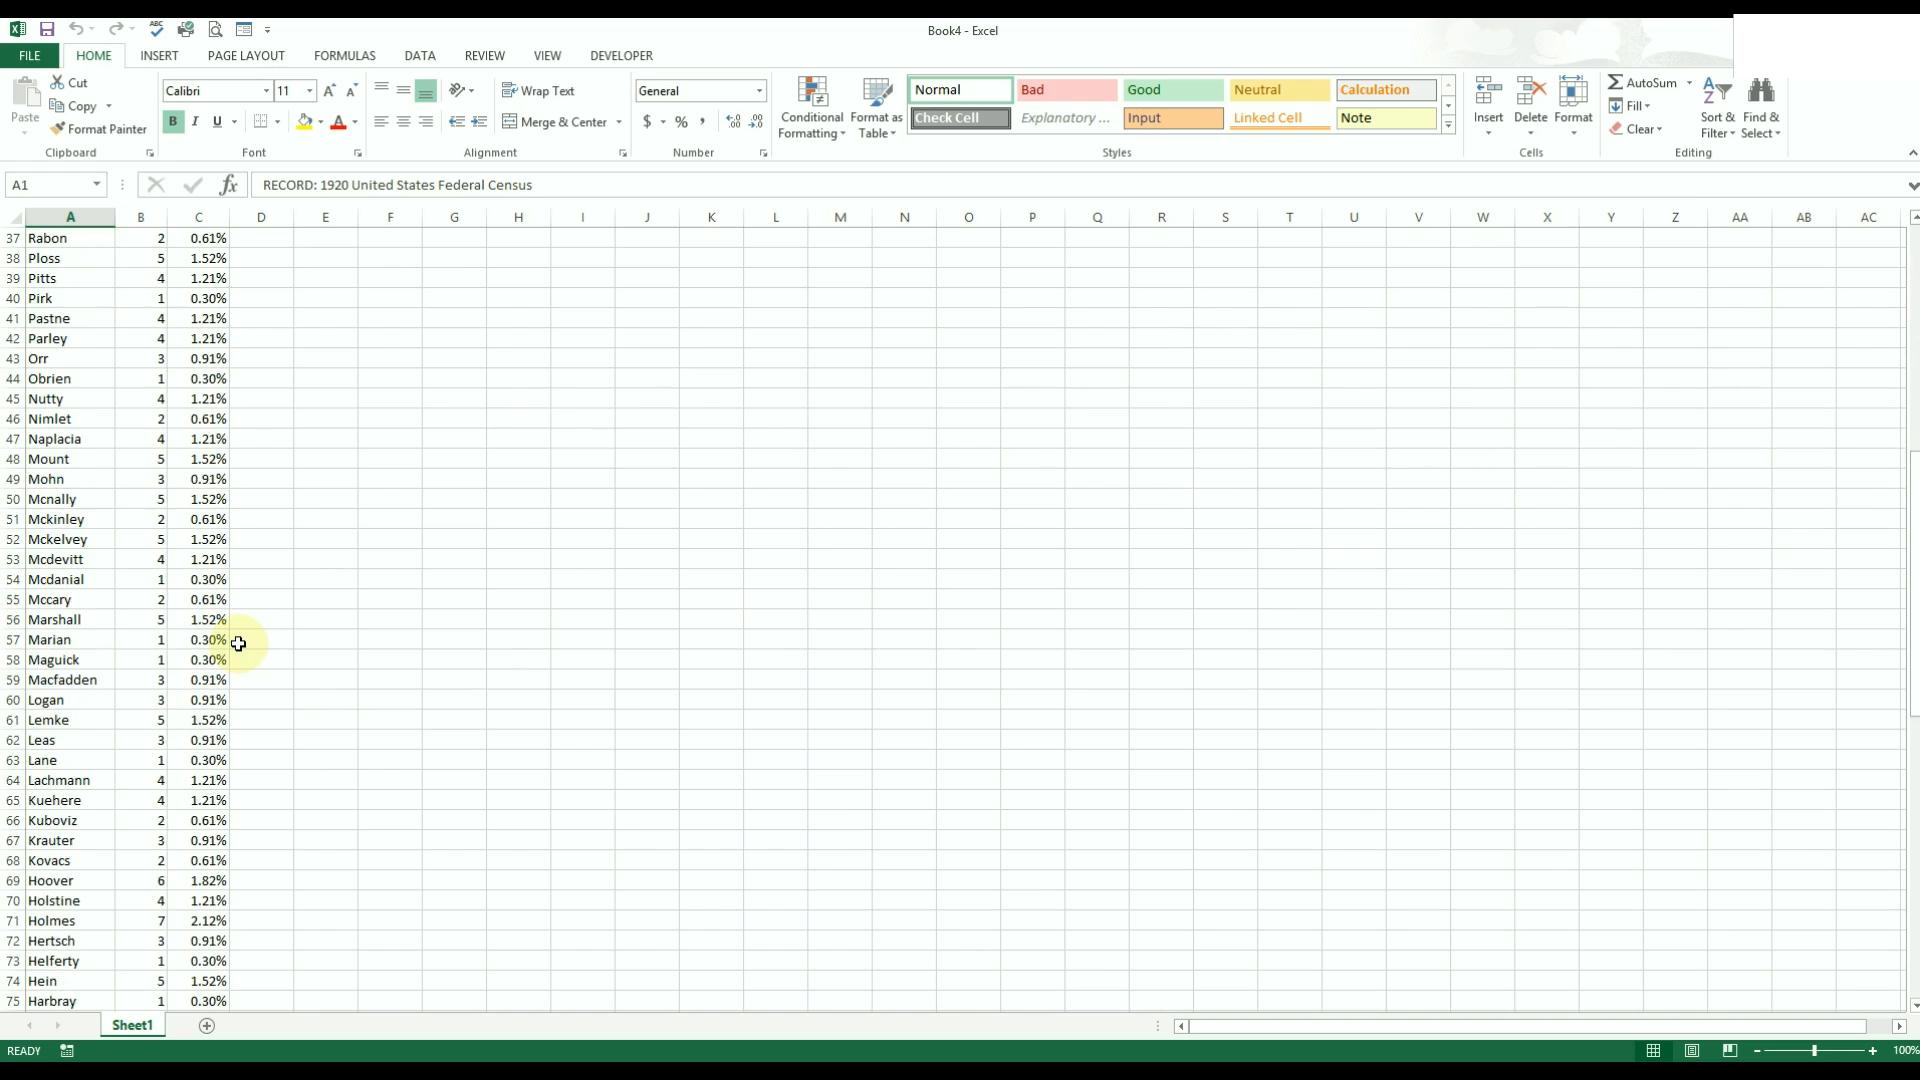 Book4 - Excel
FILE HOME INSERT PAGE LAYOUT FORMULAS DATA REVIEW VIEW DEVELOPER
Paste
Cut
Copy
Format Painter
Clipboard
Calibri 11
B I U
Font
Wrap Text
Merge & Center
Alignment
General
$ % ,
Number
Conditional Formatting
Format as Table
Normal Bad Good Neutral Calculation
Check Cell Explanatory ... Input Linked Cell Note
Styles
Insert Delete Format
Cells
AutoSum
Fill
Clear
Sort & Filter
Find & Select
Editing
A1 fx RECORD: 1920 United States Federal Census
A B C D E F G H I J K L M N O P Q R S T U V W X Y Z AA AB AC
37 Rabon 2 0.61%
38 Ploss 5 1.52%
39 Pitts 4 1.21%
40 Pirk 1 0.30%
41 Pastne 4 1.21%
42 Parley 4 1.21%
43 Orr 3 0.91%
44 Obrien 1 0.30%
45 Nutty 4 1.21%
46 Nimlet 2 0.61%
47 Naplacia 4 1.21%
48 Mount 5 1.52%
49 Mohn 3 0.91%
50 Mcnally 5 1.52%
51 Mckinley 2 0.61%
52 Mckelvey 5 1.52%
53 Mcdevitt 4 1.21%
54 Mcdanial 1 0.30%
55 Mccary 2 0.61%
56 Marshall 5 1.52%
57 Marian 1 0.30%
58 Maguick 1 0.30%
59 Macfadden 3 0.91%
60 Logan 3 0.91%
61 Lemke 5 1.52%
62 Leas 3 0.91%
63 Lane 1 0.30%
64 Lachmann 4 1.21%
65 Kuehere 4 1.21%
66 Kuboviz 2 0.61%
67 Krauter 3 0.91%
68 Kovacs 2 0.61%
69 Hoover 6 1.82%
70 Holstine 4 1.21%
71 Holmes 7 2.12%
72 Hertsch 3 0.91%
73 Helferty 1 0.30%
74 Hein 5 1.52%
75 Harbray 1 0.30%
Sheet1
READY
100%